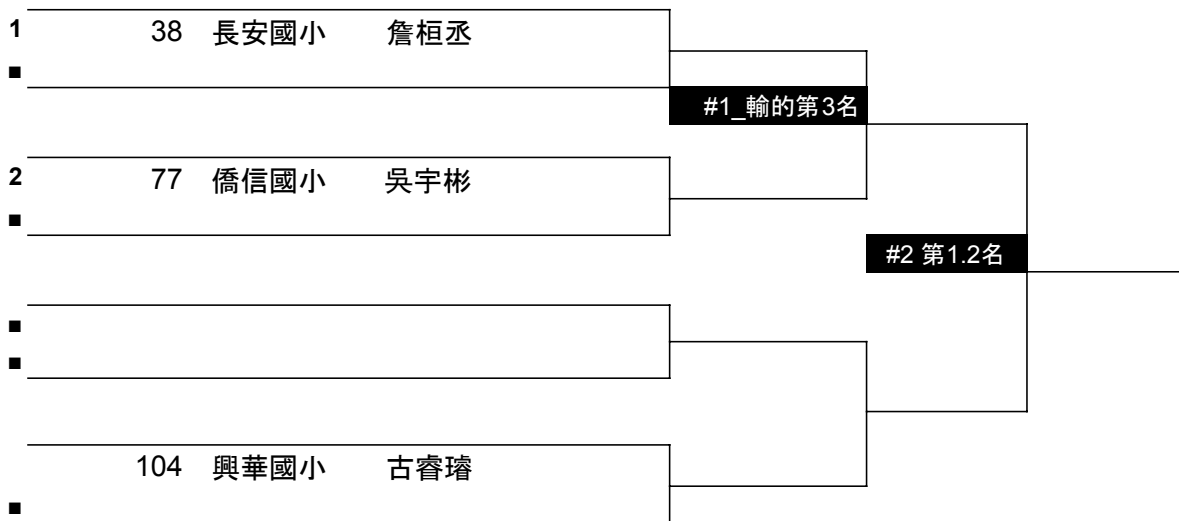 1 38 長安國小 詹桓丞
■
#1_輸的第3名
2 77 僑信國小 吳宇彬
■
#2 第1.2名
■
■
104 興華國小 古睿璿
■